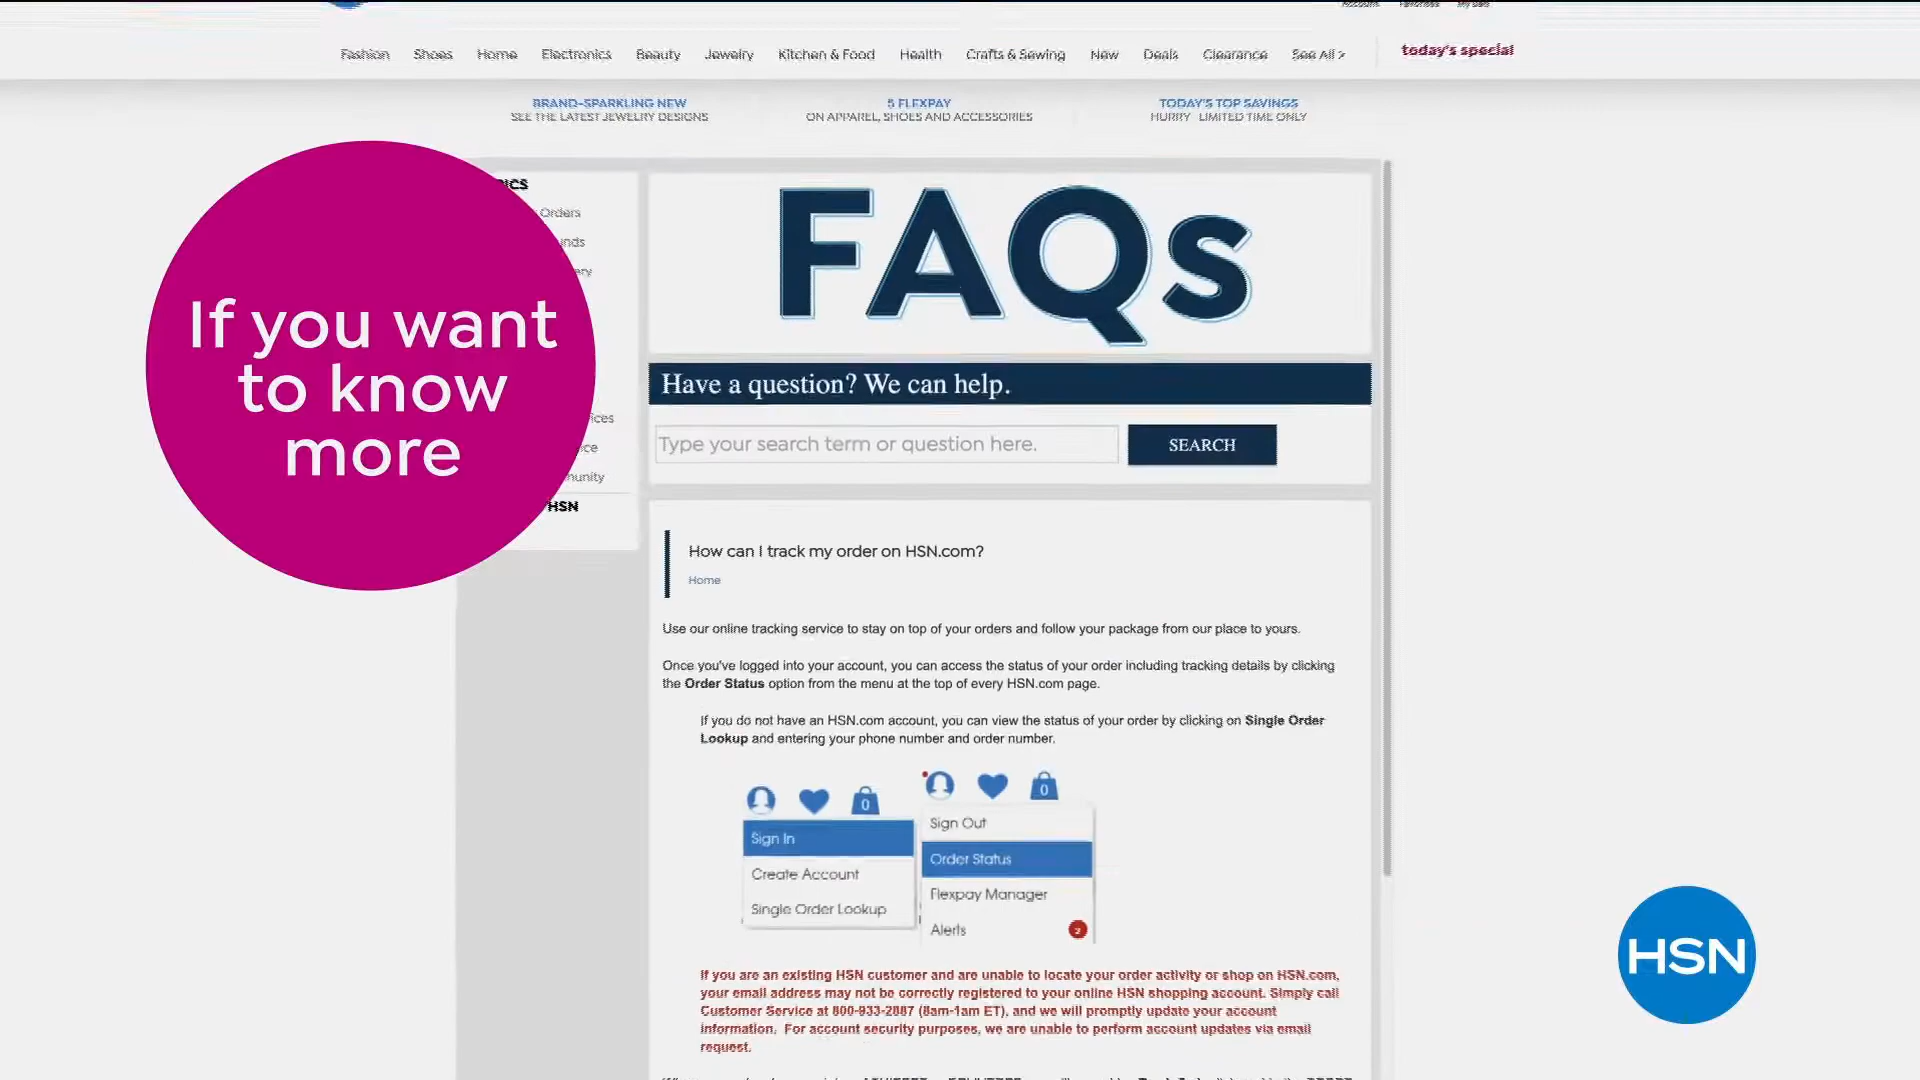 Account Favorites My Bag
Fashion Shoes Home Electronics Beauty Jewelry Kitchen & Food Health Crafts & Sewing New Deals Clearance See All > today's special
BRAND-SPARKLING NEW
SEE THE LATEST JEWELRY DESIGNS
5 FLEXPAY
ON APPAREL, SHOES AND ACCESSORIES
TODAY'S TOP SAVINGS
HURRY LIMITED TIME ONLY
If you want
to know
more
ICS
Orders
HSN
FAQs
Have a question? We can help.
Type your search term or question here. SEARCH
How can I track my order on HSN.com?
Home
Use our online tracking service to stay on top of your orders and follow your package from our place to yours.
Once you've logged into your account, you can access the status of your order including tracking details by clicking
the Order Status option from the menu at the top of every HSN.com page.
If you do not have an HSN.com account, you can view the status of your order by clicking on Single Order
Lookup and entering your phone number and order number.
0
Sign In
Create Account
Single Order Lookup
0
Sign Out
Order Status
Flexpay Manager
Alerts 2
If you are an existing HSN customer and are unable to locate your order activity or shop on HSN.com,
your email address may not be correctly registered to your online HSN shopping account. Simply call
Customer Service at 800-933-2887 (8am-1am ET), and we will promptly update your account
information. For account security purposes, we are unable to perform account updates via email
request.
HSN